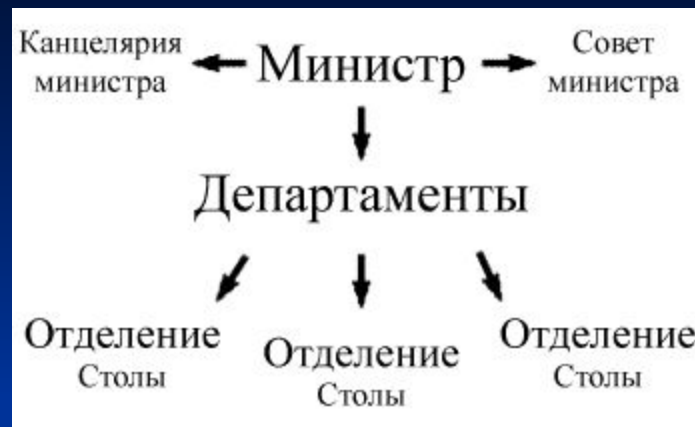 Канцелярия
министра
Министр
Совет
министра
Департаменты
Отделение
Столы
Отделение
Столы
Отделение
Столы